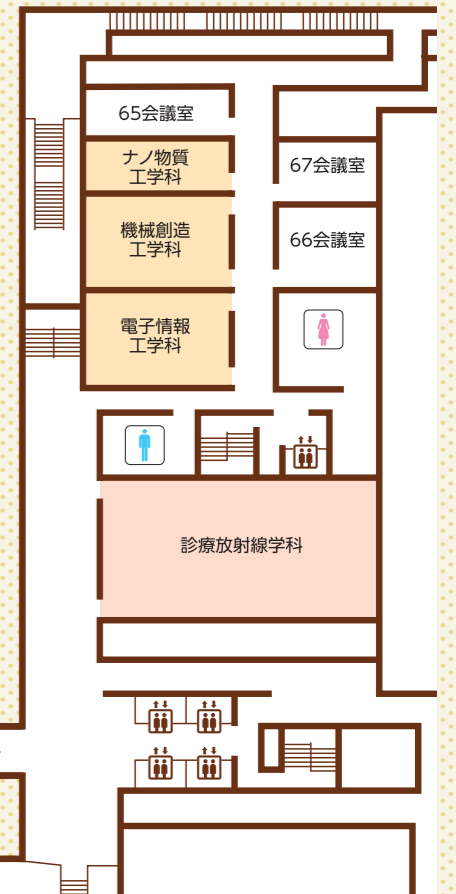 65会議室
ナノ物質
工学科
67会議室
機械創造
工学科
66会議室
電子情報
工学科
診療放射線学科